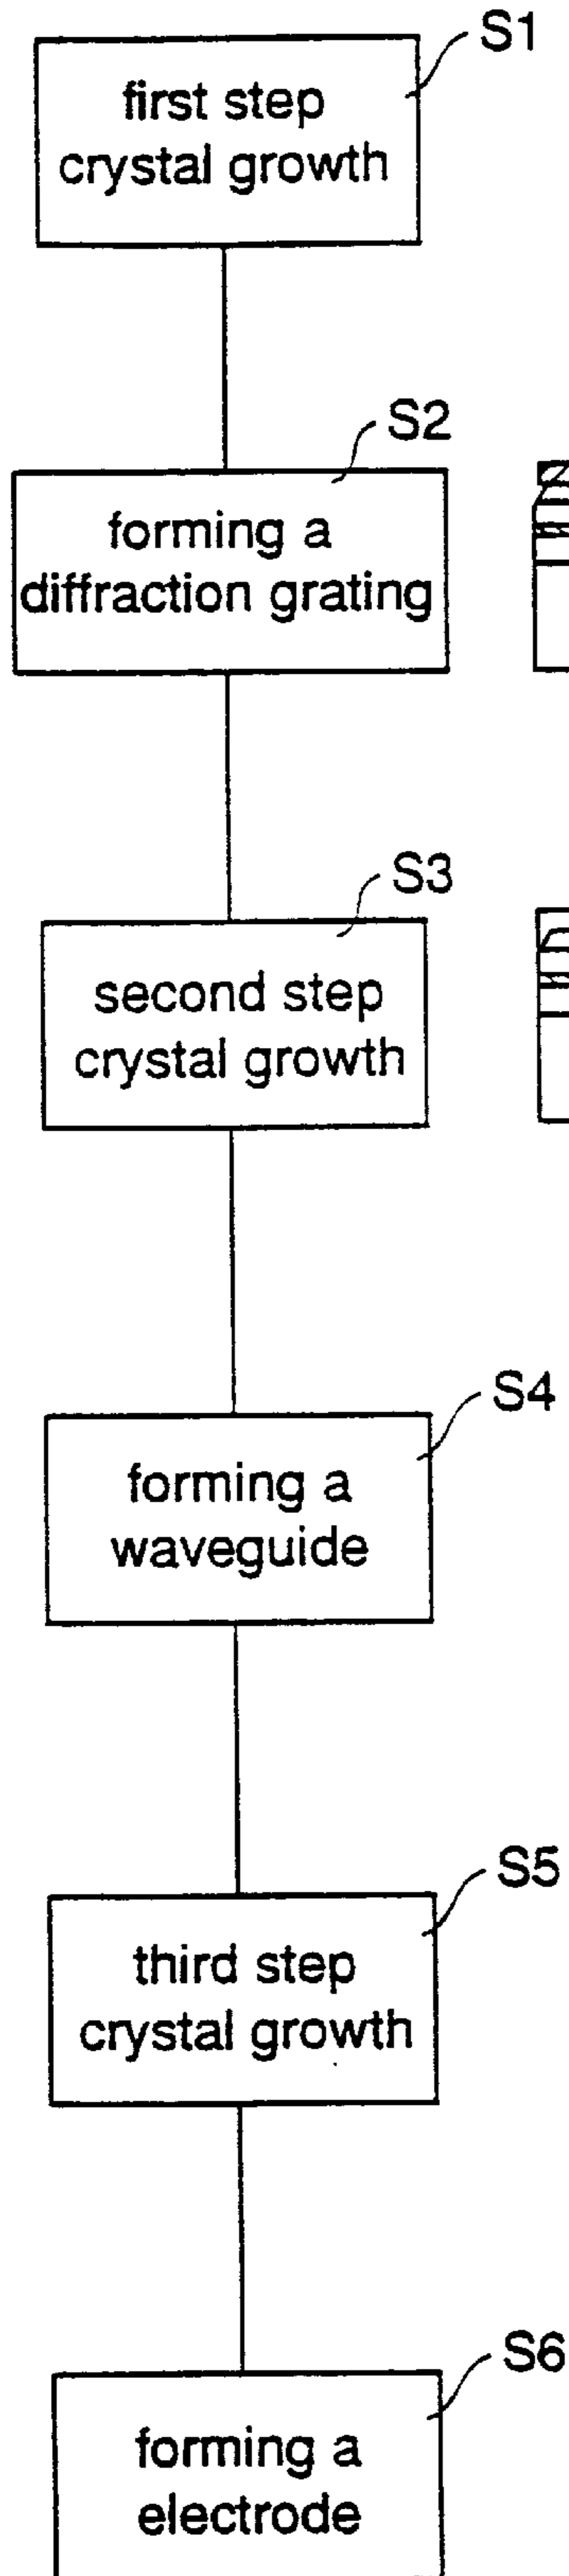 S1
first step
crystal growth
S2
forming a
diffraction grating
S3
second step
crystal growth
S4
forming a
waveguide
S5
third step
crystal growth
S6
forming a
electrode